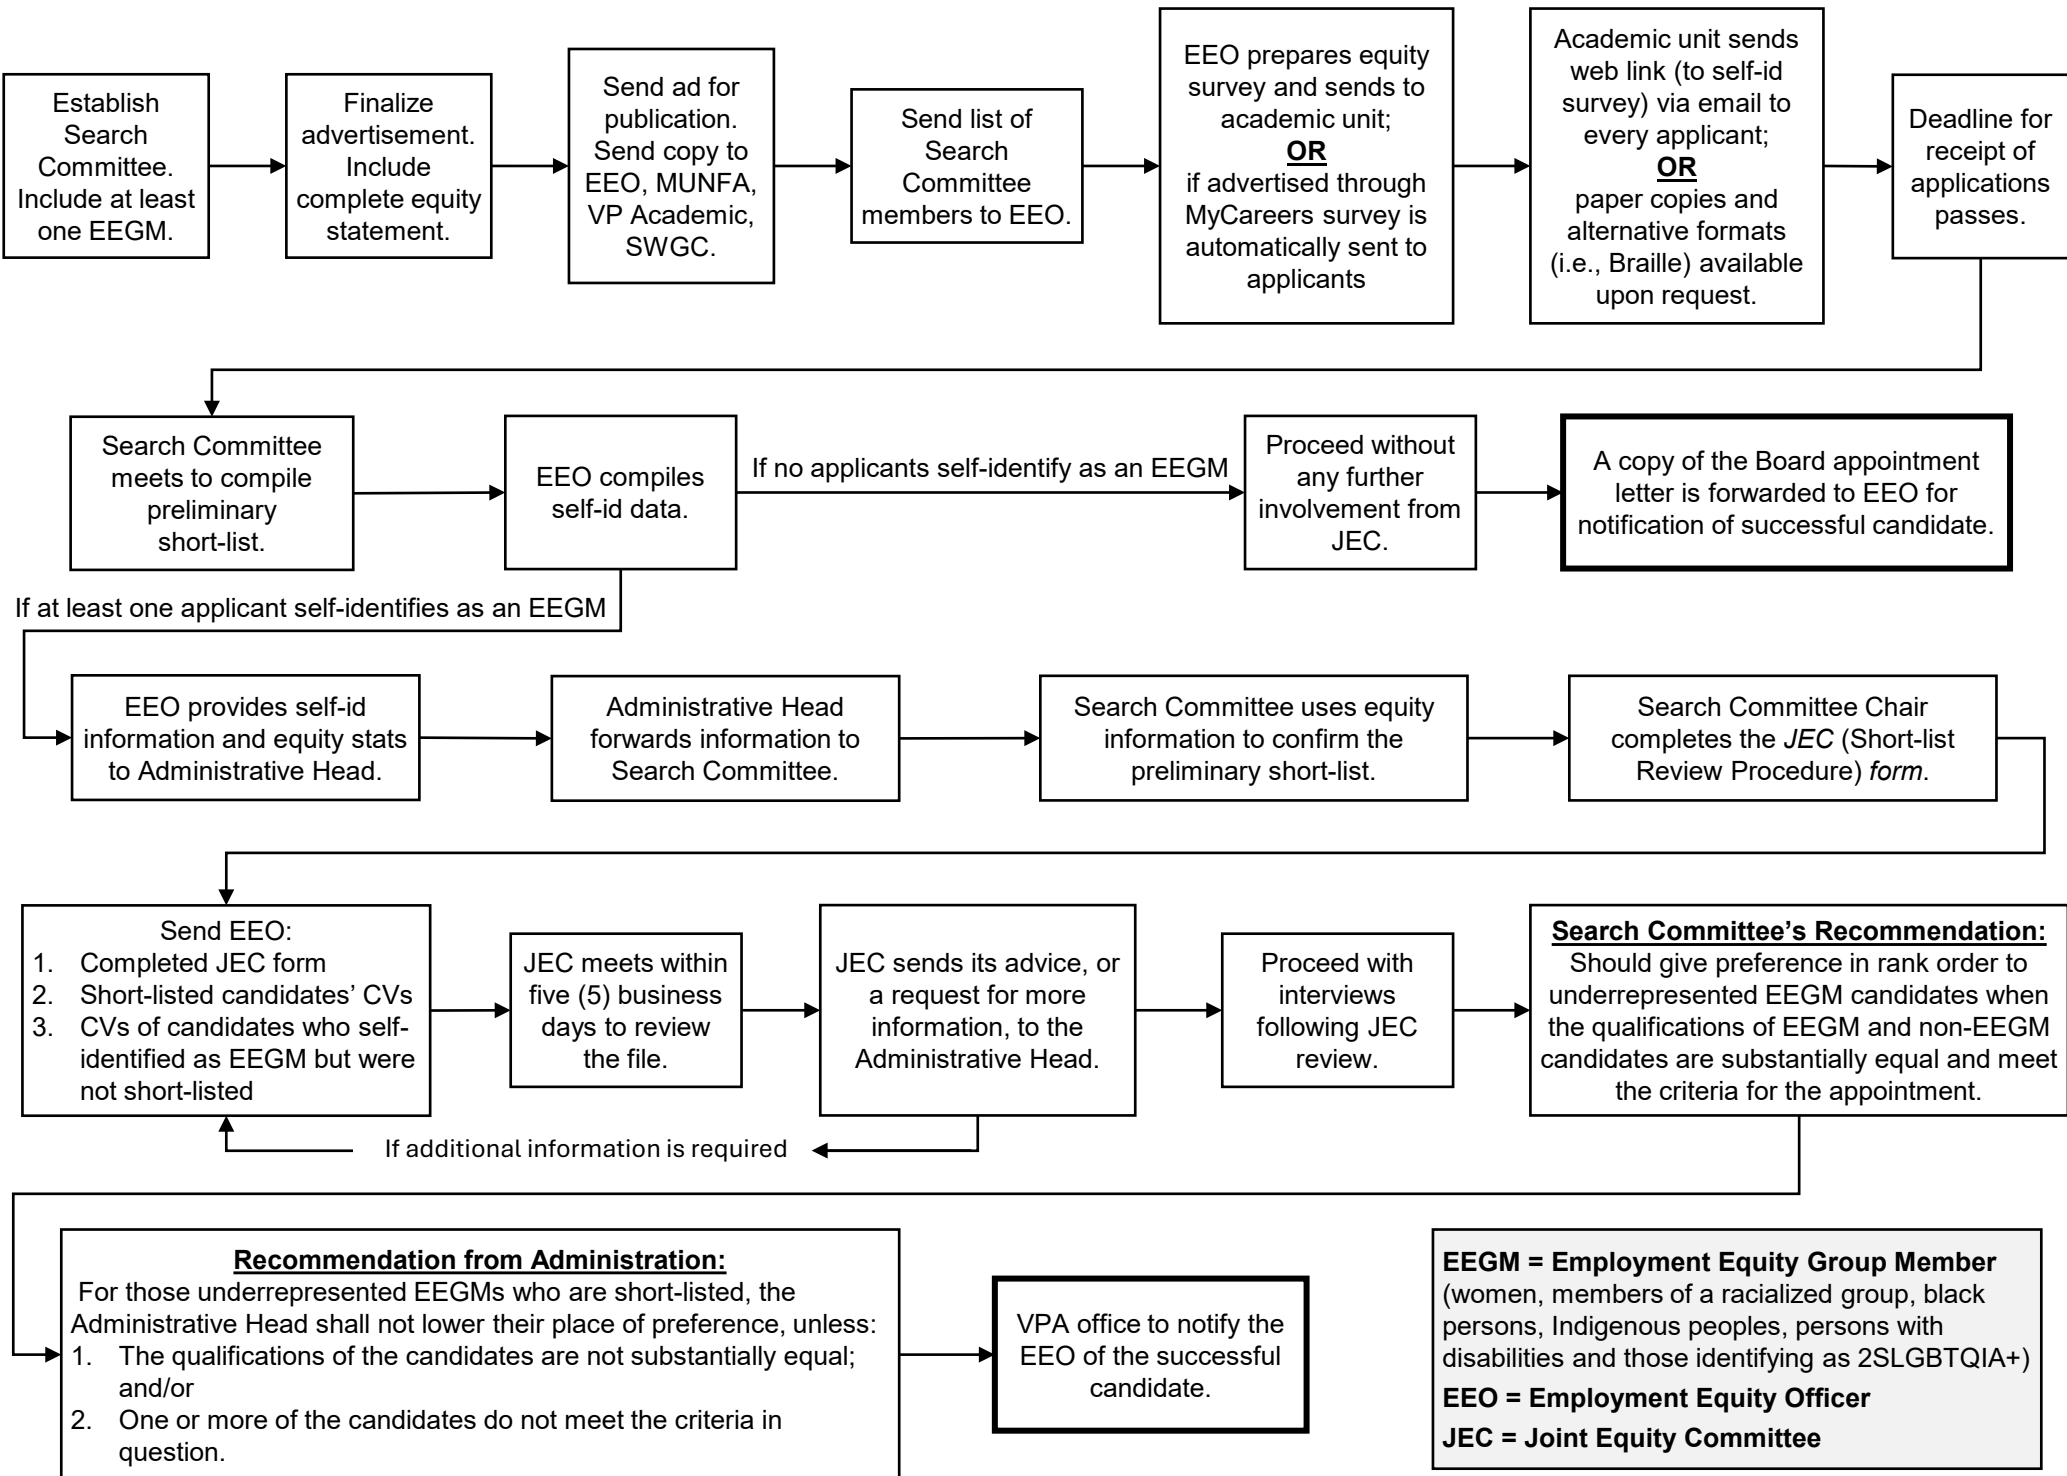 Establish
Search
Committee.
Include at least
one EEGM.
Finalize
advertisement.
Include
complete equity
statement.
Send ad for
publication.
Send copy to
EEO, MUNFA,
VP Academic,
SWGC.
Send list of
Search
Committee
members to EEO.
EEO prepares equity
survey and sends to
academic unit;
OR
if advertised through
MyCareers survey is
automatically sent to
applicants
Academic unit sends
web link (to self-id
survey) via email to
every applicant;
OR
paper copies and
alternative formats
(i.e., Braille) available
upon request.
Deadline for
receipt of
applications
passes.
Search Committee
meets to compile
preliminary
short-list.
EEO compiles
self-id data.
If no applicants self-identify as an EEGM
Proceed without
any further
involvement from
JEC.
A copy of the Board appointment
letter is forwarded to EEO for
notification of successful candidate.
If at least one applicant self-identifies as an EEGM
EEO provides self-id
information and equity stats
to Administrative Head.
Administrative Head
forwards information to
Search Committee.
Search Committee uses equity
information to confirm the
preliminary short-list.
Search Committee Chair
completes the JEC (Short-list
Review Procedure) form.
Send EEO:
1. Completed JEC form
2. Short-listed candidates’ CVs
3. CVs of candidates who self-
identified as EEGM but were
not short-listed
JEC meets within
five (5) business
days to review
the file.
JEC sends its advice, or
a request for more
information, to the
Administrative Head.
Proceed with
interviews
following JEC
review.
Search Committee’s Recommendation:
Should give preference in rank order to
underrepresented EEGM candidates when
the qualifications of EEGM and non-EEGM
candidates are substantially equal and meet
the criteria for the appointment.
If additional information is required
Recommendation from Administration:
For those underrepresented EEGMs who are short-listed, the
Administrative Head shall not lower their place of preference, unless:
1. The qualifications of the candidates are not substantially equal;
and/or
2. One or more of the candidates do not meet the criteria in
question.
VPA office to notify the
EEO of the successful
candidate.
EEGM = Employment Equity Group Member
(women, members of a racialized group, black
persons, Indigenous peoples, persons with
disabilities and those identifying as 2SLGBTQIA+)
EEO = Employment Equity Officer
JEC = Joint Equity Committee